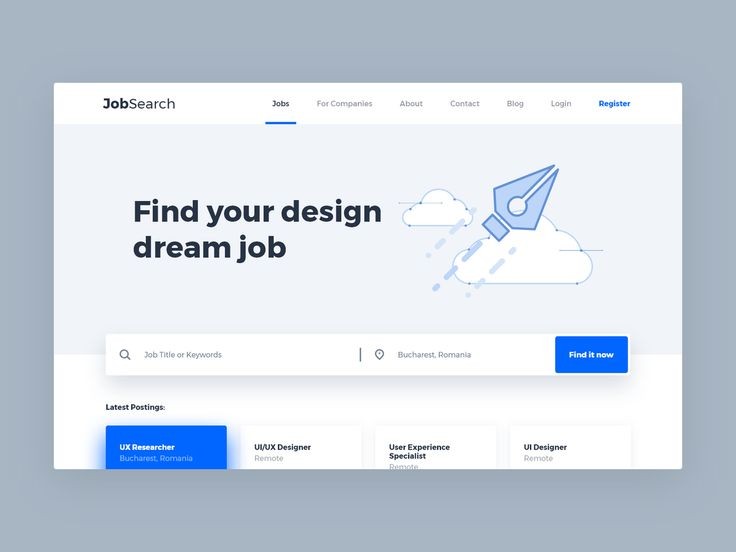 JobSearch
Jobs
For Companies
About
Contact
Blog
Login
Register
Find your design
dream job
Job Title or Keywords
Bucharest, Romania
Find it now
Latest Postings:
UX Researcher
Bucharest, Romania
UI/UX Designer
Remote
User Experience
Specialist
Remote
UI Designer
Remote